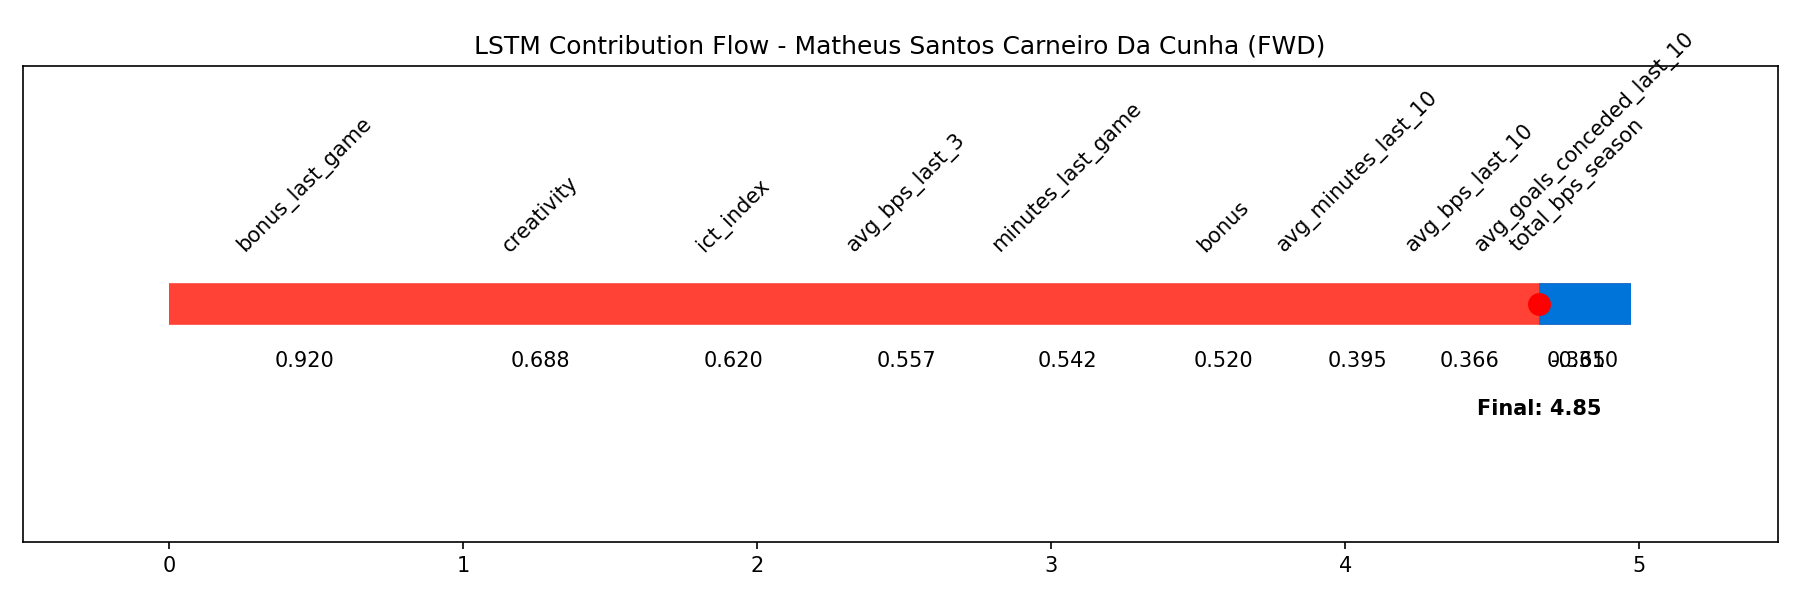 LSTM Contribution Flow - Matheus Santos Carneiro Da Cunha (FWD)
bonus_last_game
creativity
ict_index
avg_bps_last_3
minutes_last_game
bonus
avg_minutes_last_10
avg_bps_last_10
avg_goals_conceded_last_10
total_bps_season
0.920
0.688
0.620
0.557
0.542
0.520
0.395
0.366
Final: 4.85
0
1
2
3
4
5